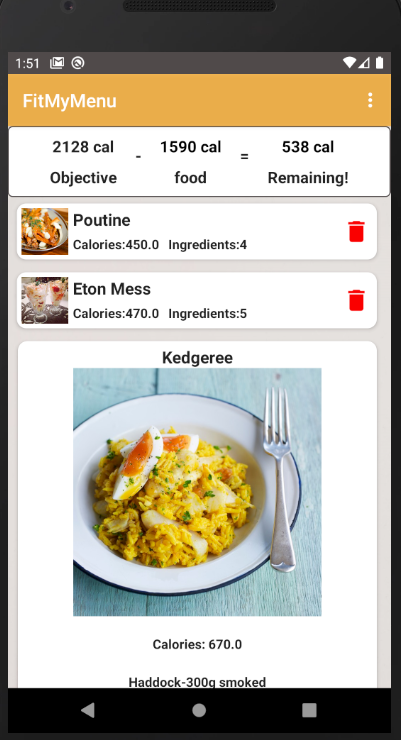 1:51
FitMyMenu
2128 cal - 1590 cal = 538 cal
Objective food Remaining!
Poutine
Calories:450.0 Ingredients:4
Eton Mess
Calories:470.0 Ingredients:5
Kedgeree
Calories: 670.0
Haddock-300g smoked